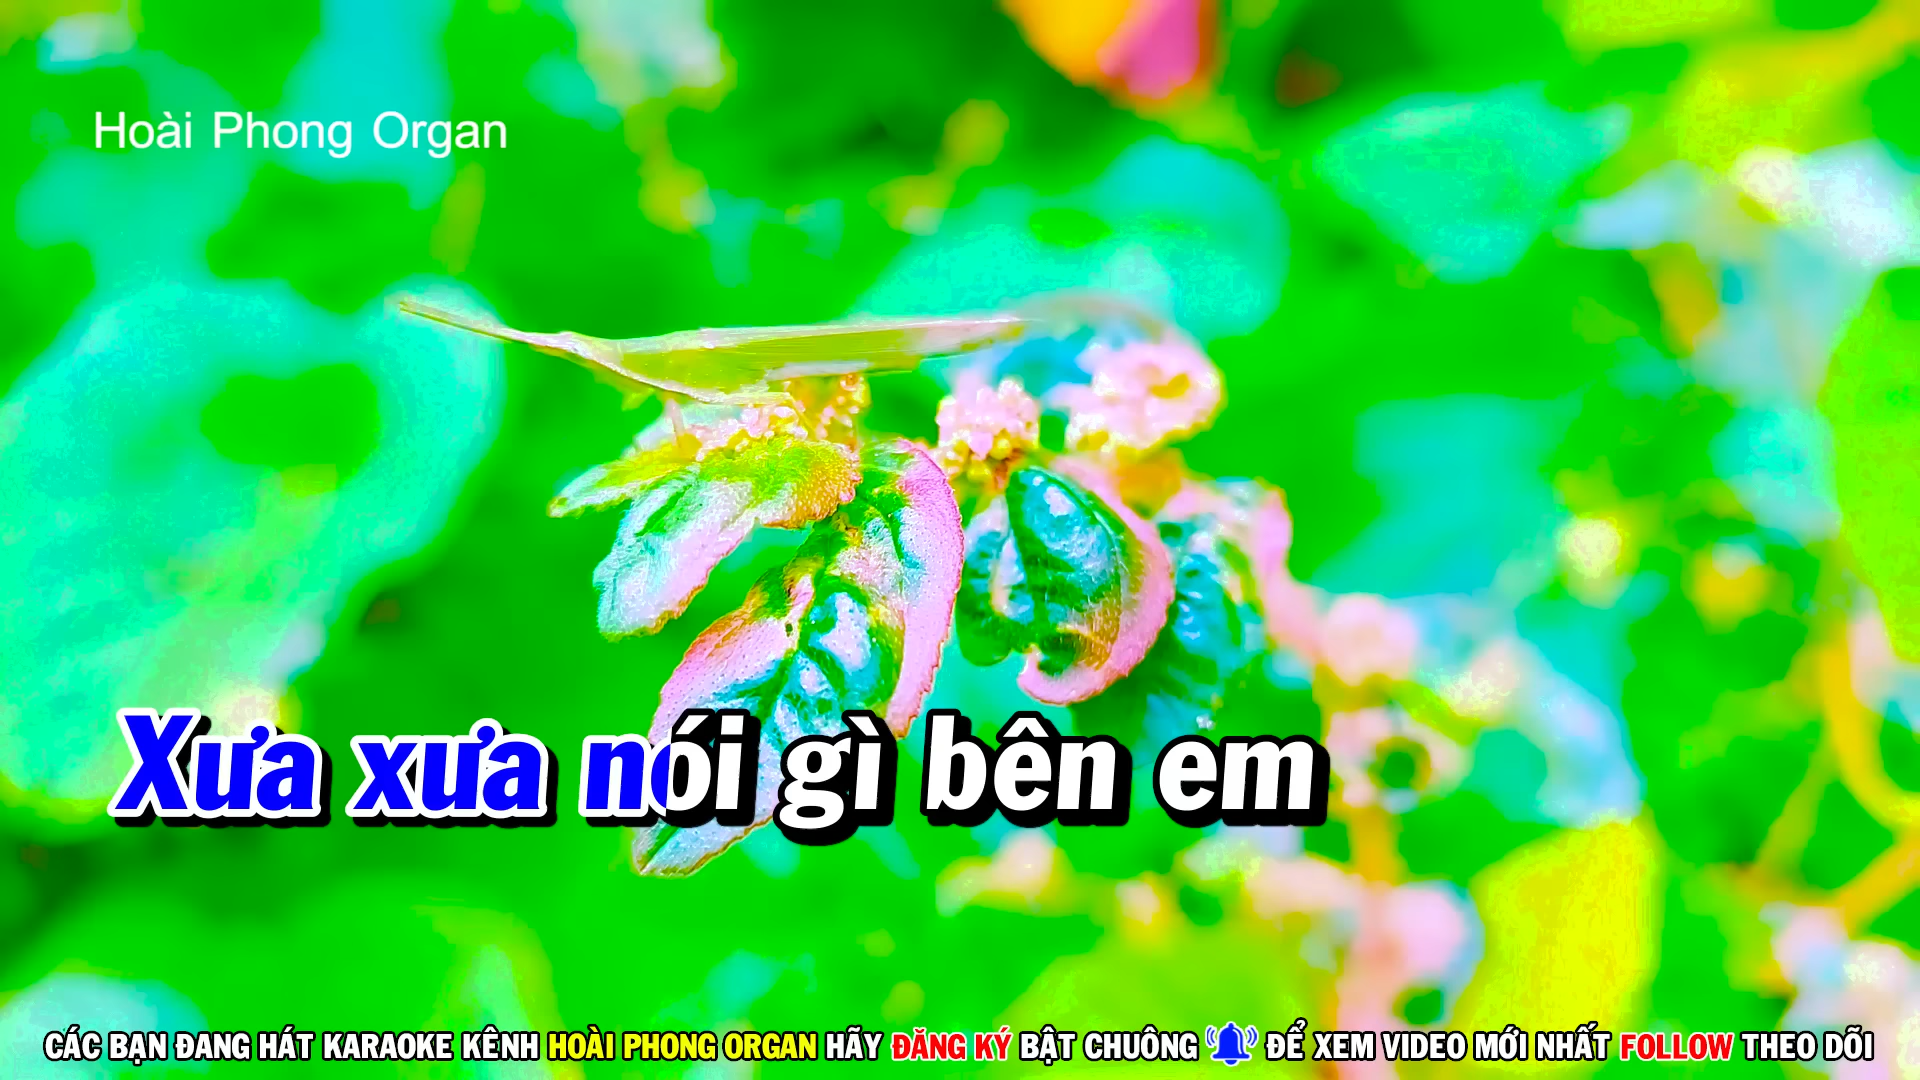 Hoài Phong Organ
Xưa xưa nói gì bên em
CÁC BẠN ĐANG HÁT KARAOKE KÊNH HOÀI PHONG ORGAN HÃY ĐĂNG KÝ BẬT CHUÔNG ĐỂ XEM VIDEO MỚI NHẤT FOLLOW THEO DÕI